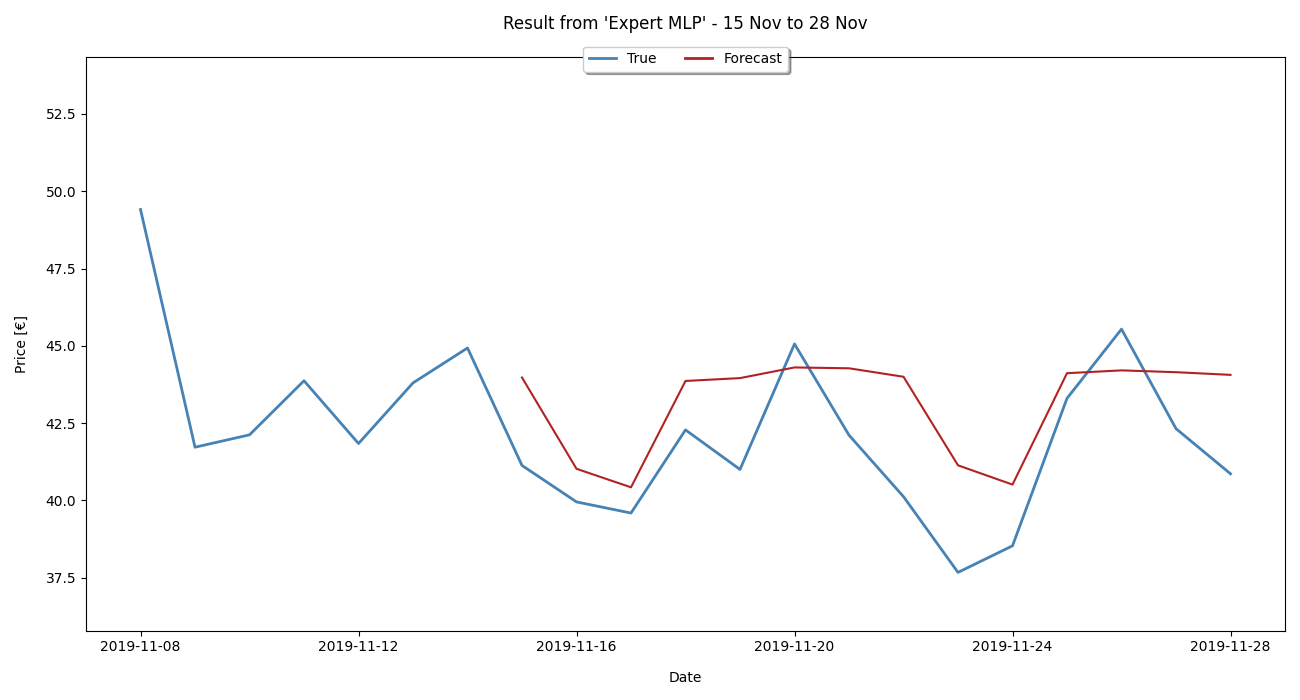 Result from 'Expert MLP' - 15 Nov to 28 Nov
True Forecast
52.5
50.0
47.5
45.0
42.5
40.0
37.5
Price [€]
2019-11-08 2019-11-12 2019-11-16 2019-11-20 2019-11-24 2019-11-28
Date